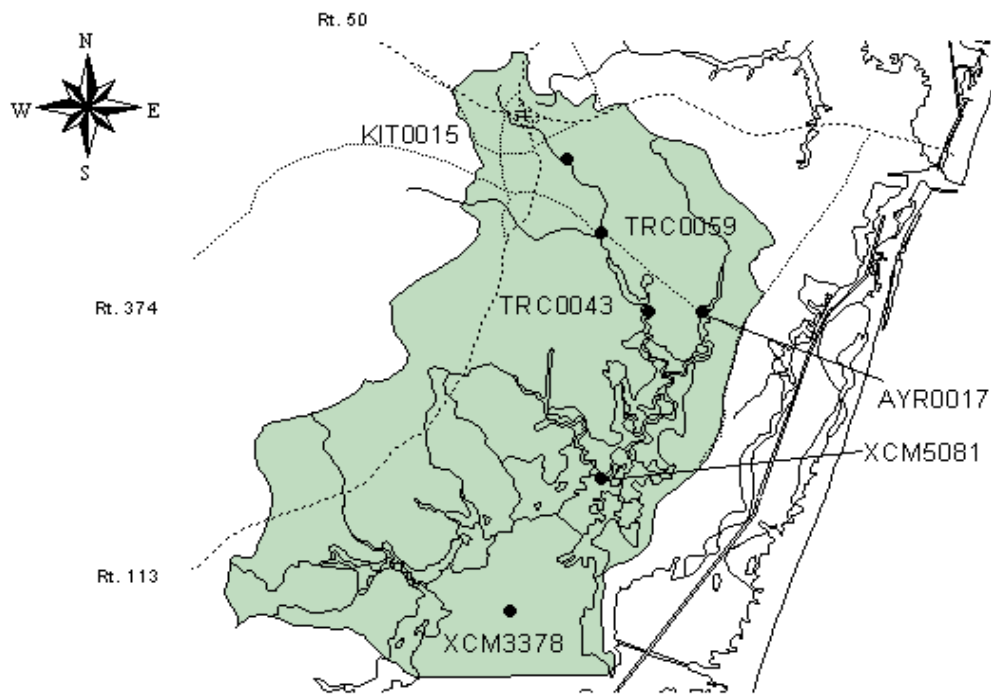 Rt. 50
N
W E
S
KIT0015
TRC0059
Rt. 374
TRC0043
AYR0017
XCM5081
Rt. 113
XCM3378